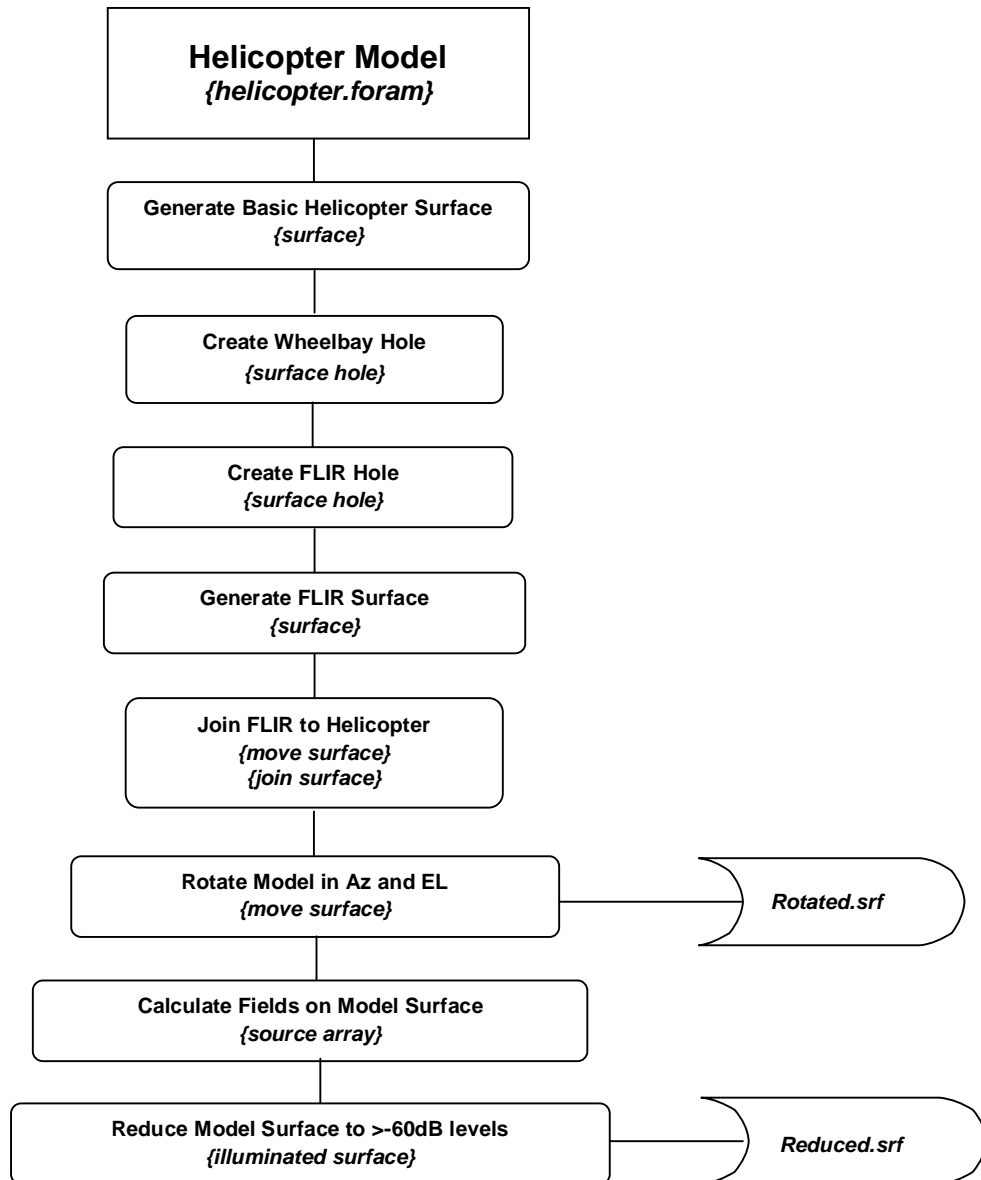 Helicopter Model
{helicopter.foram}
Generate Basic Helicopter Surface
{surface}
Create Wheelbay Hole
{surface hole}
Create FLIR Hole
{surface hole}
Generate FLIR Surface
{surface}
Join FLIR to Helicopter
{move surface}
{join surface}
Rotate Model in Az and EL
{move surface}
Rotated.srf
Calculate Fields on Model Surface
{source array}
Reduce Model Surface to >-60dB levels
{illuminated surface}
Reduced.srf